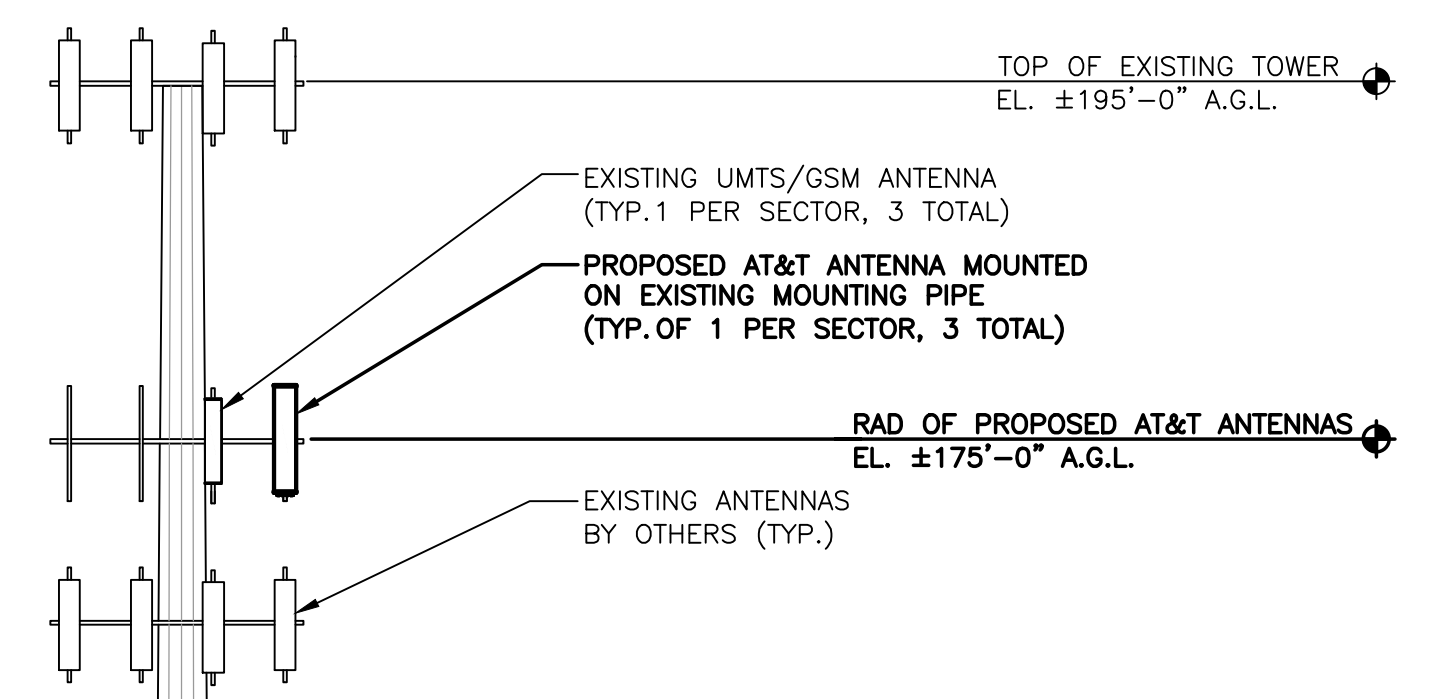 TOP OF EXISTING TOWER
EL. ±195'-0" A.G.L.
EXISTING UMTS/GSM ANTENNA
(TYP.1 PER SECTOR, 3 TOTAL)
PROPOSED AT&T ANTENNA MOUNTED
ON EXISTING MOUNTING PIPE
(TYP.OF 1 PER SECTOR, 3 TOTAL)
RAD OF PROPOSED AT&T ANTENNAS
EL. ±175'-0" A.G.L.
EXISTING ANTENNAS
BY OTHERS (TYP.)